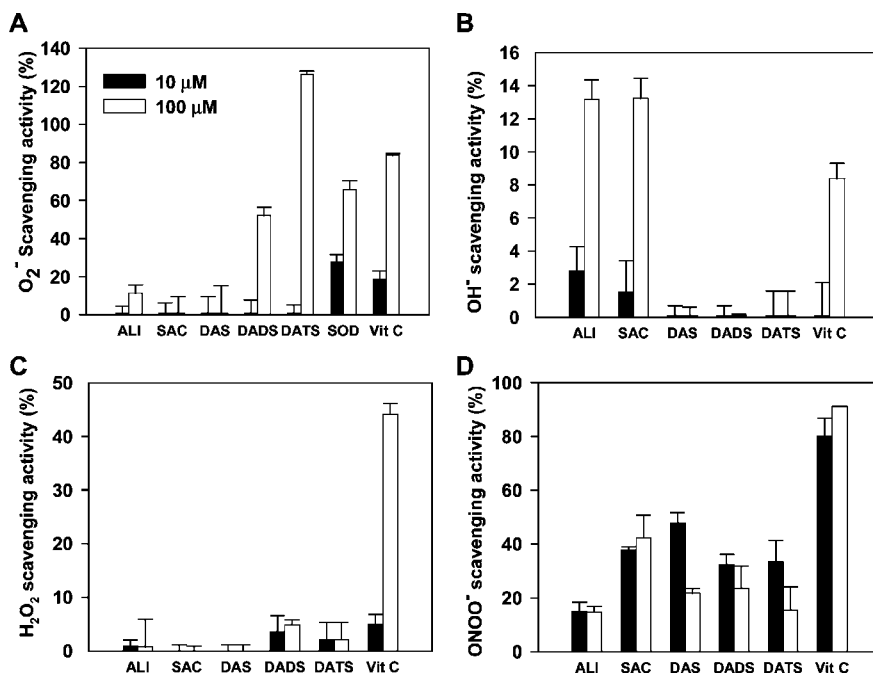 A
O₂⁻ Scavenging activity (%)
140
120
100
80
60
40
20
0
10 μM
100 μM
ALI SAC DAS DADS DATS SOD Vit C
B
OH⁻ scavenging activity (%)
16
14
12
10
8
6
4
2
0
ALI SAC DAS DADS DATS Vit C
C
H₂O₂ scavenging activity (%)
50
40
30
20
10
0
ALI SAC DAS DADS DATS Vit C
D
ONOO⁻ scavenging activity (%)
100
80
60
40
20
0
ALI SAC DAS DADS DATS Vit C